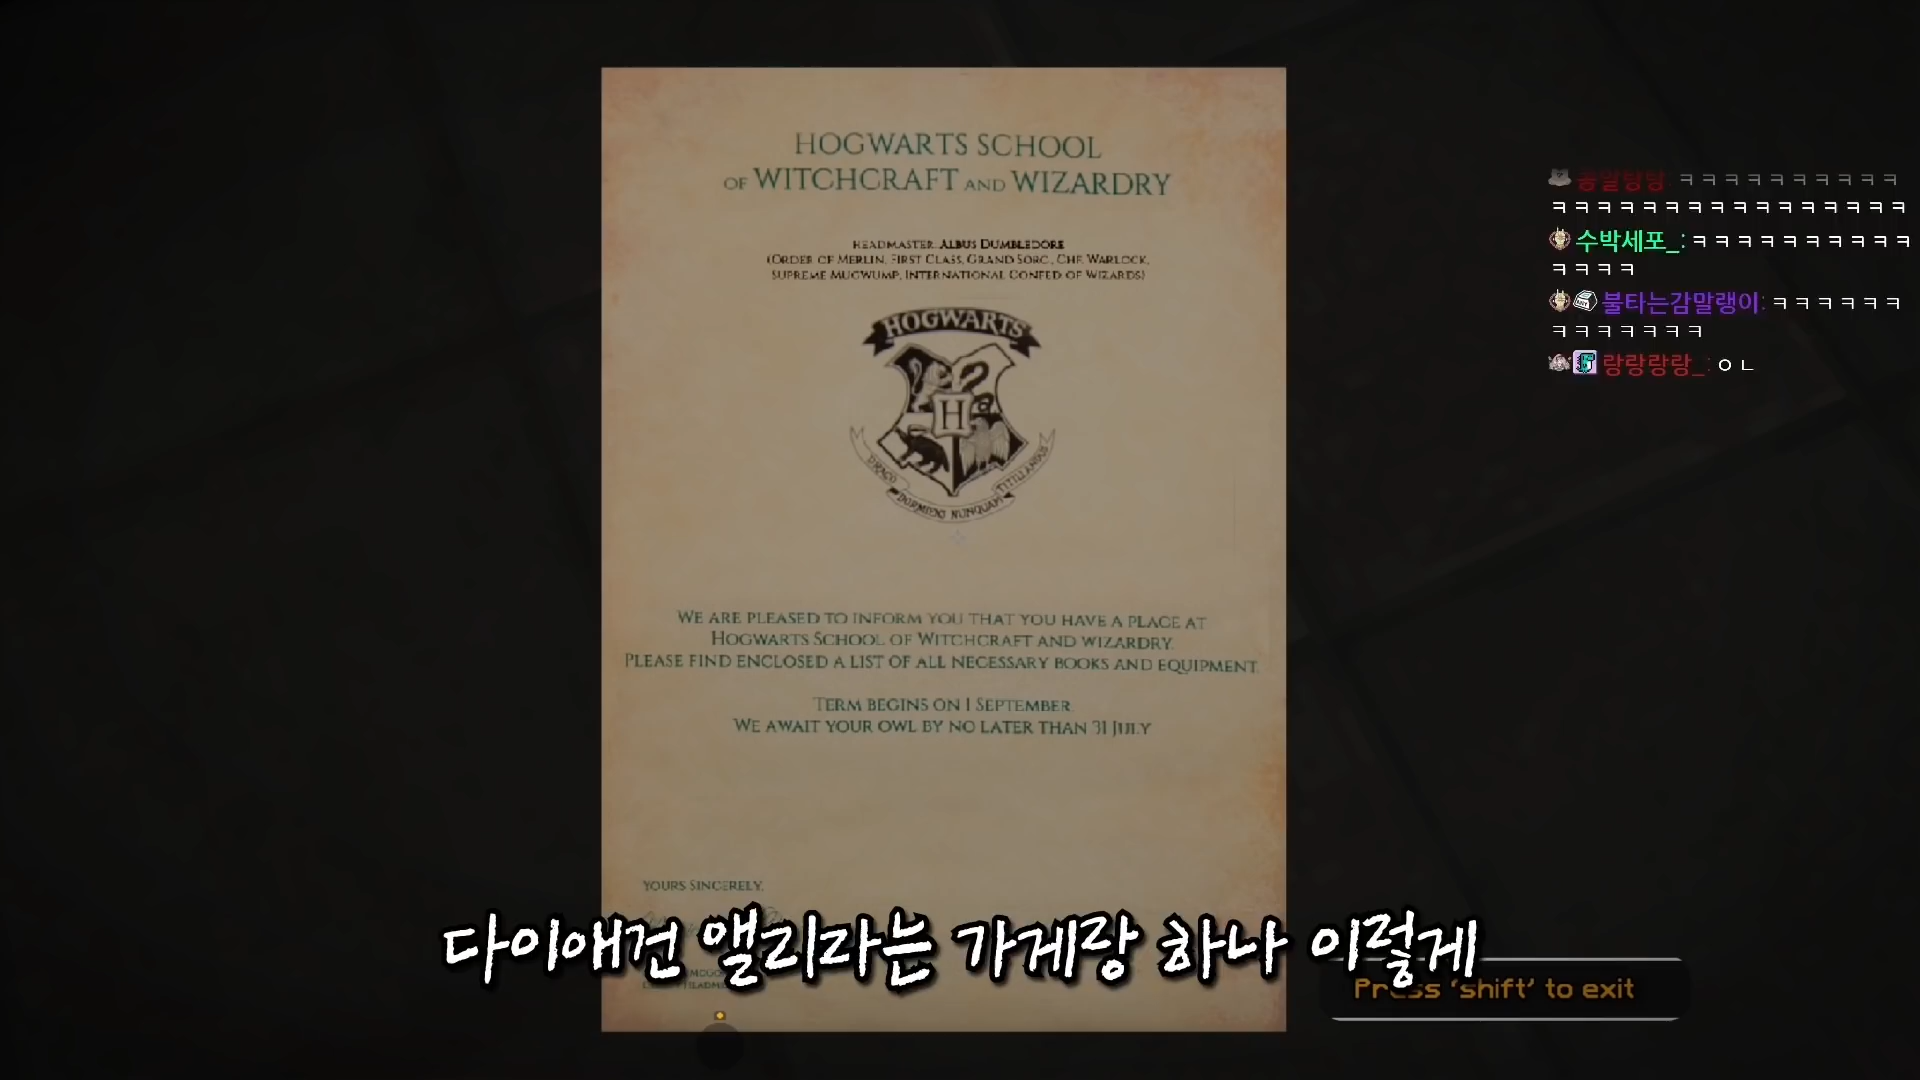 HOGWARTS SCHOOL
OF WITCHCRAFT AND WIZARDRY
HEADMASTER: ALBUS DUMBLEDORE
(ORDER OF MERLIN, FIRST CLASS, GRAND SORC., CHF. WARLOCK,
SUPREME MUGWUMP, INTERNATIONAL CONFED OF WIZARDS)
HOGWARTS
H
DRACO DORMIENS NUNQUAM TITILLANDUS
WE ARE PLEASED TO INFORM YOU THAT YOU HAVE A PLACE AT
HOGWARTS SCHOOL OF WITCHCRAFT AND WIZARDRY.
PLEASE FIND ENCLOSED A LIST OF ALL NECESSARY BOOKS AND EQUIPMENT.
TERM BEGINS ON 1 SEPTEMBER.
WE AWAIT YOUR OWL BY NO LATER THAN 31 JULY
YOURS SINCERELY,
다이애건 앨리라는 가게랑 하나 이렇게
Press 'shift' to exit
ㅋㅋㅋㅋㅋㅋㅋㅋㅋㅋ
ㅋㅋㅋㅋㅋㅋㅋㅋㅋㅋㅋㅋㅋㅋㅋㅋ
수박세포_: ㅋㅋㅋㅋㅋㅋㅋㅋㅋㅋ
ㅋㅋㅋㅋ
불타는감말랭이: ㅋㅋㅋㅋㅋㅋ
ㅋㅋㅋㅋㅋㅋㅋ
랑랑랑랑_: ㅇㄴ